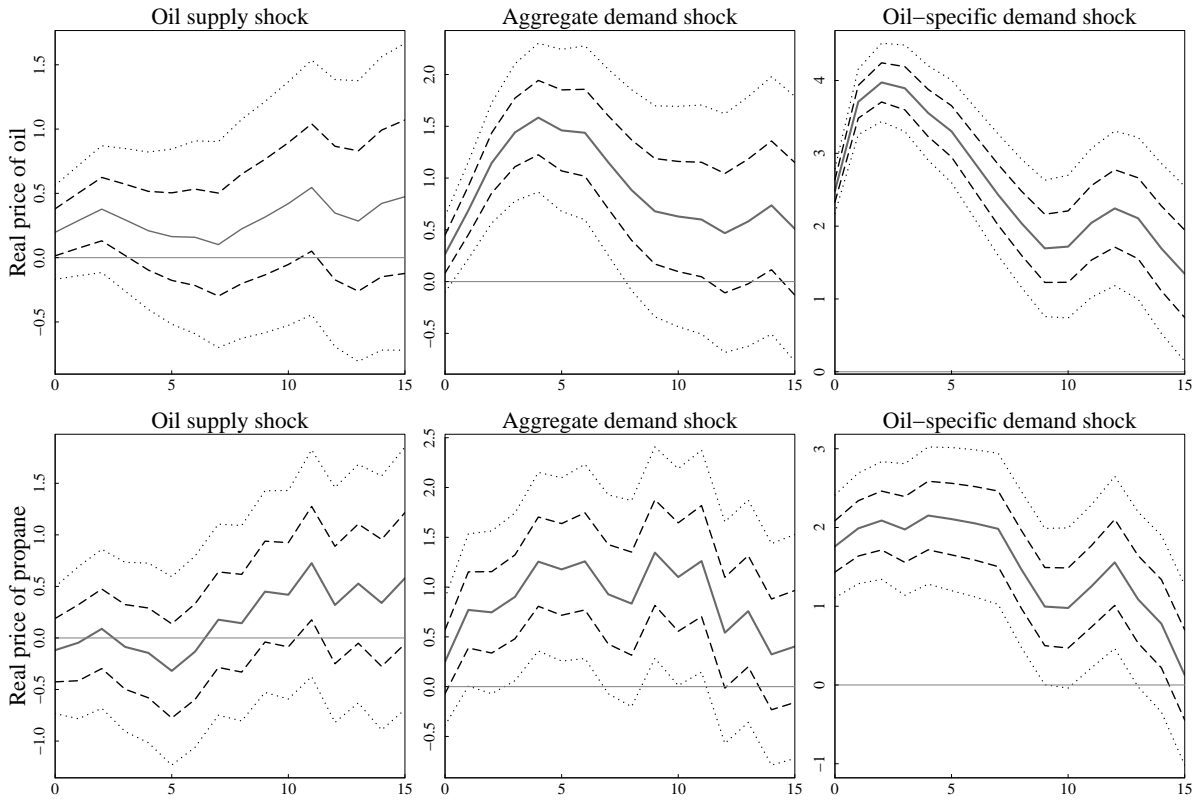 Oil supply shock
Aggregate demand shock
Oil−specific demand shock
Real price of oil
1.5
1.0
0.5
0.0
−0.5
2.0
1.5
1.0
0.5
0.0
−0.5
4
3
2
1
0
0 5 10 15
0 5 10 15
0 5 10 15
Oil supply shock
Aggregate demand shock
Oil−specific demand shock
Real price of propane
1.5
1.0
0.5
0.0
−0.5
−1.0
2.5
2.0
1.5
1.0
0.5
0.0
−0.5
3
2
1
0
−1
0 5 10 15
0 5 10 15
0 5 10 15